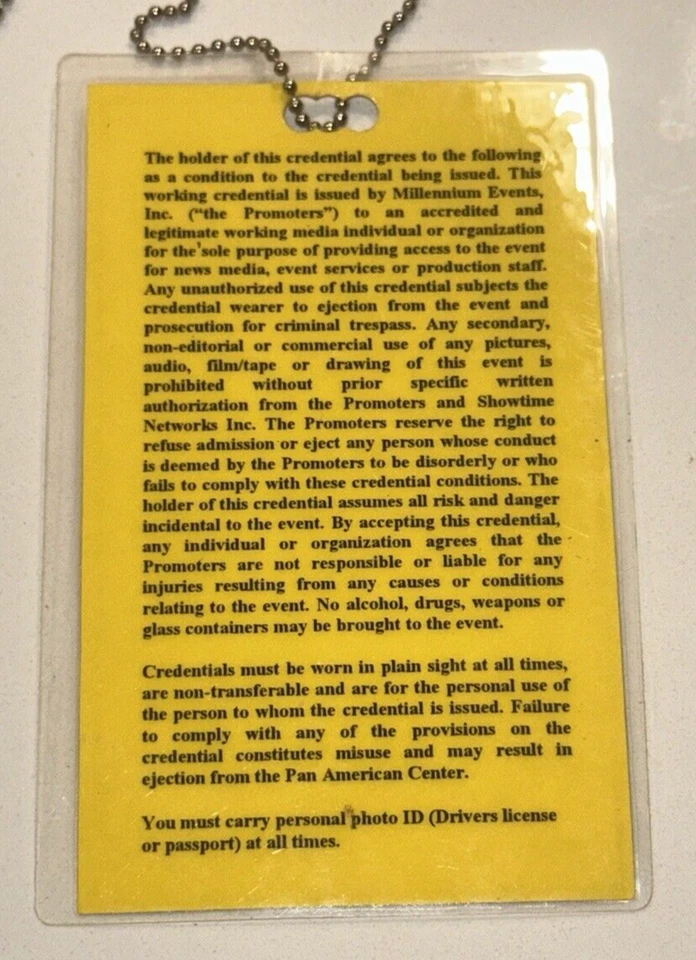 The holder of this credential agrees to the following
as a condition to the credential being issued. This
working credential is issued by Millennium Events,
Inc. (“the Promoters”) to an accredited and
legitimate working media individual or organization
for the sole purpose of providing access to the event
for news media, event services or production staff.
Any unauthorized use of this credential subjects the
credential wearer to ejection from the event and
prosecution for criminal trespass. Any secondary,
non-editorial or commercial use of any pictures,
audio, film/tape or drawing of this event is
prohibited without prior specific written
authorization from the Promoters and Showtime
Networks Inc. The Promoters reserve the right to
refuse admission or eject any person whose conduct
is deemed by the Promoters to be disorderly or who
fails to comply with these credential conditions. The
holder of this credential assumes all risk and danger
incidental to the event. By accepting this credential,
any individual or organization agrees that the
Promoters are not responsible or liable for any
injuries resulting from any causes or conditions
relating to the event. No alcohol, drugs, weapons or
glass containers may be brought to the event.
Credentials must be worn in plain sight at all times,
are non-transferable and are for the personal use of
the person to whom the credential is issued. Failure
to comply with any of the provisions on the
credential constitutes misuse and may result in
ejection from the Pan American Center.
You must carry personal photo ID (Drivers license
or passport) at all times.